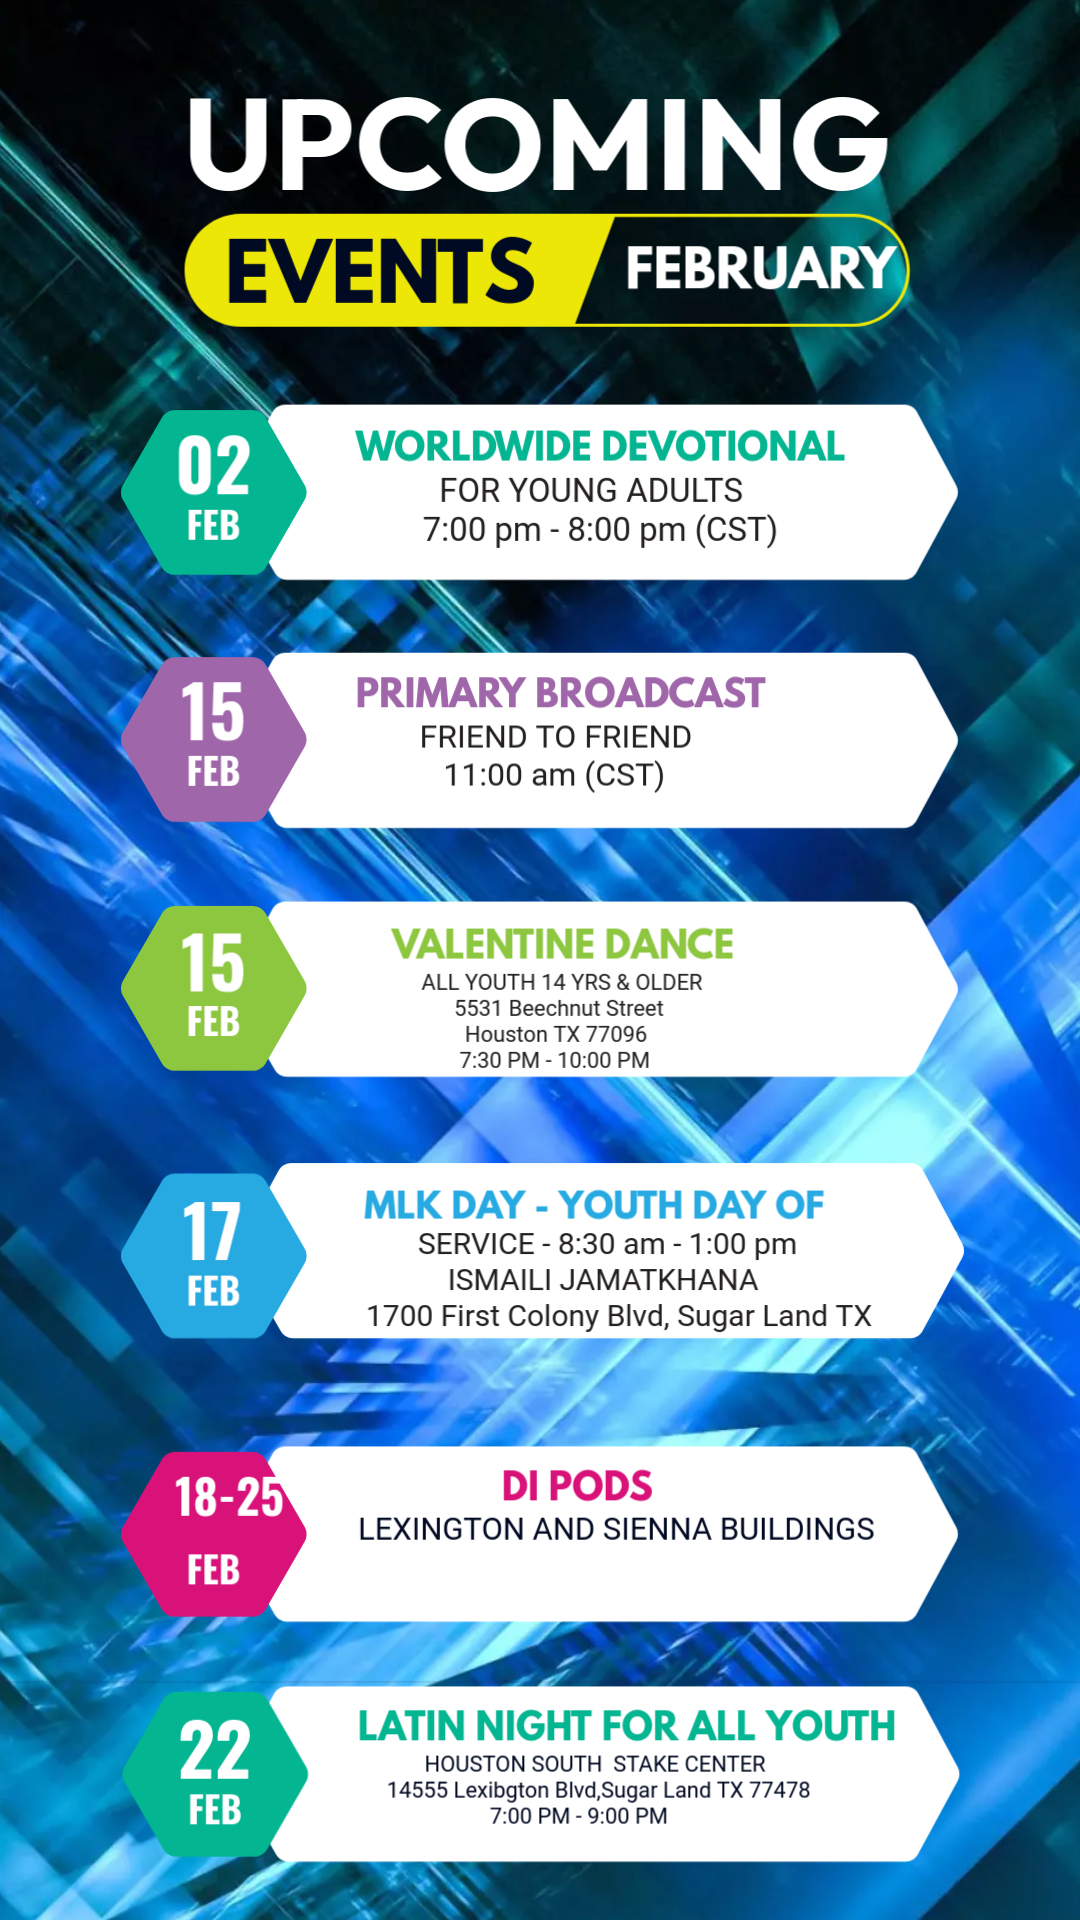 UPCOMING
EVENTS FEBRUARY
02
FEB
WORLDWIDE DEVOTIONAL
FOR YOUNG ADULTS
7:00 pm - 8:00 pm (CST)
15
FEB
PRIMARY BROADCAST
FRIEND TO FRIEND
11:00 am (CST)
15
FEB
VALENTINE DANCE
ALL YOUTH 14 YRS & OLDER
5531 Beechnut Street
Houston TX 77096
7:30 PM - 10:00 PM
17
FEB
MLK DAY - YOUTH DAY OF
SERVICE - 8:30 am - 1:00 pm
ISMAILI JAMATKHANA
1700 First Colony Blvd, Sugar Land TX
18-25
FEB
DI PODS
LEXINGTON AND SIENNA BUILDINGS
22
FEB
LATIN NIGHT FOR ALL YOUTH
HOUSTON SOUTH STAKE CENTER
14555 Lexibgton Blvd,Sugar Land TX 77478
7:00 PM - 9:00 PM